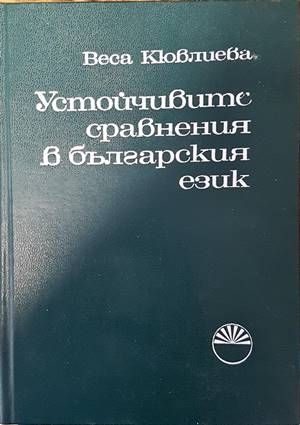 Веса Кювлиева
Устойчивите
сравнения
в българския
език